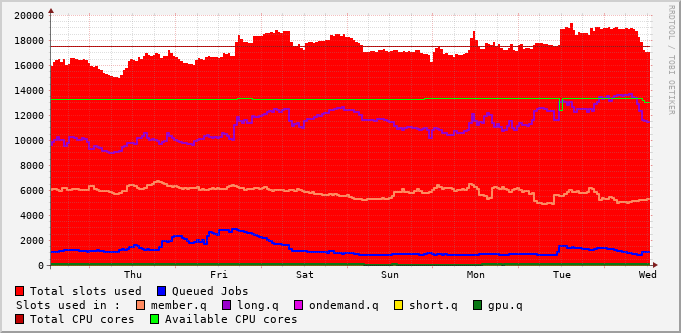 20000
18000
16000
14000
12000
10000
8000
6000
4000
2000
0
Thu Fri Sat Sun Mon Tue Wed
RRDTOOL / TOBI OETIKER
Total slots used Queued Jobs
Slots used in : member.q long.q ondemand.q short.q gpu.q
Total CPU cores Available CPU cores